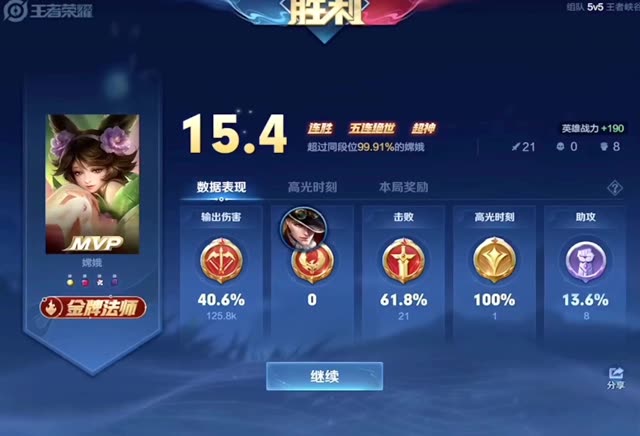 王者荣耀
胜利
组队 5v5 王者峡谷
15.4
连胜 五连绝世 超神
超过同段位99.91%的嫦娥
英雄战力 +190
21 0 8
MVP
嫦娥
金牌法师
数据表现 高光时刻 本局奖励
输出伤害 击败 高光时刻 助攻
40.6% 0 61.8% 100% 13.6%
125.8k 21 1 8
继续
分享